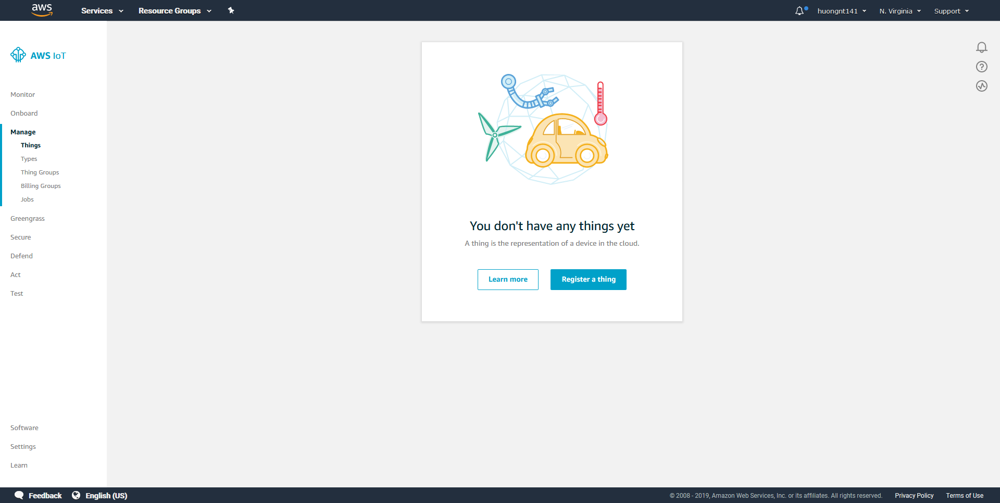 aws Services Resource Groups huongnt141 N. Virginia Support
AWS IoT
Monitor
Onboard
Manage
Things
Types
Thing Groups
Billing Groups
Jobs
Greengrass
Secure
Defend
Act
Test
Software
Settings
Learn
You don't have any things yet
A thing is the representation of a device in the cloud.
Learn more Register a thing
Feedback English (US) © 2008 - 2019, Amazon Web Services, Inc. or its affiliates. All rights reserved. Privacy Policy Terms of Use